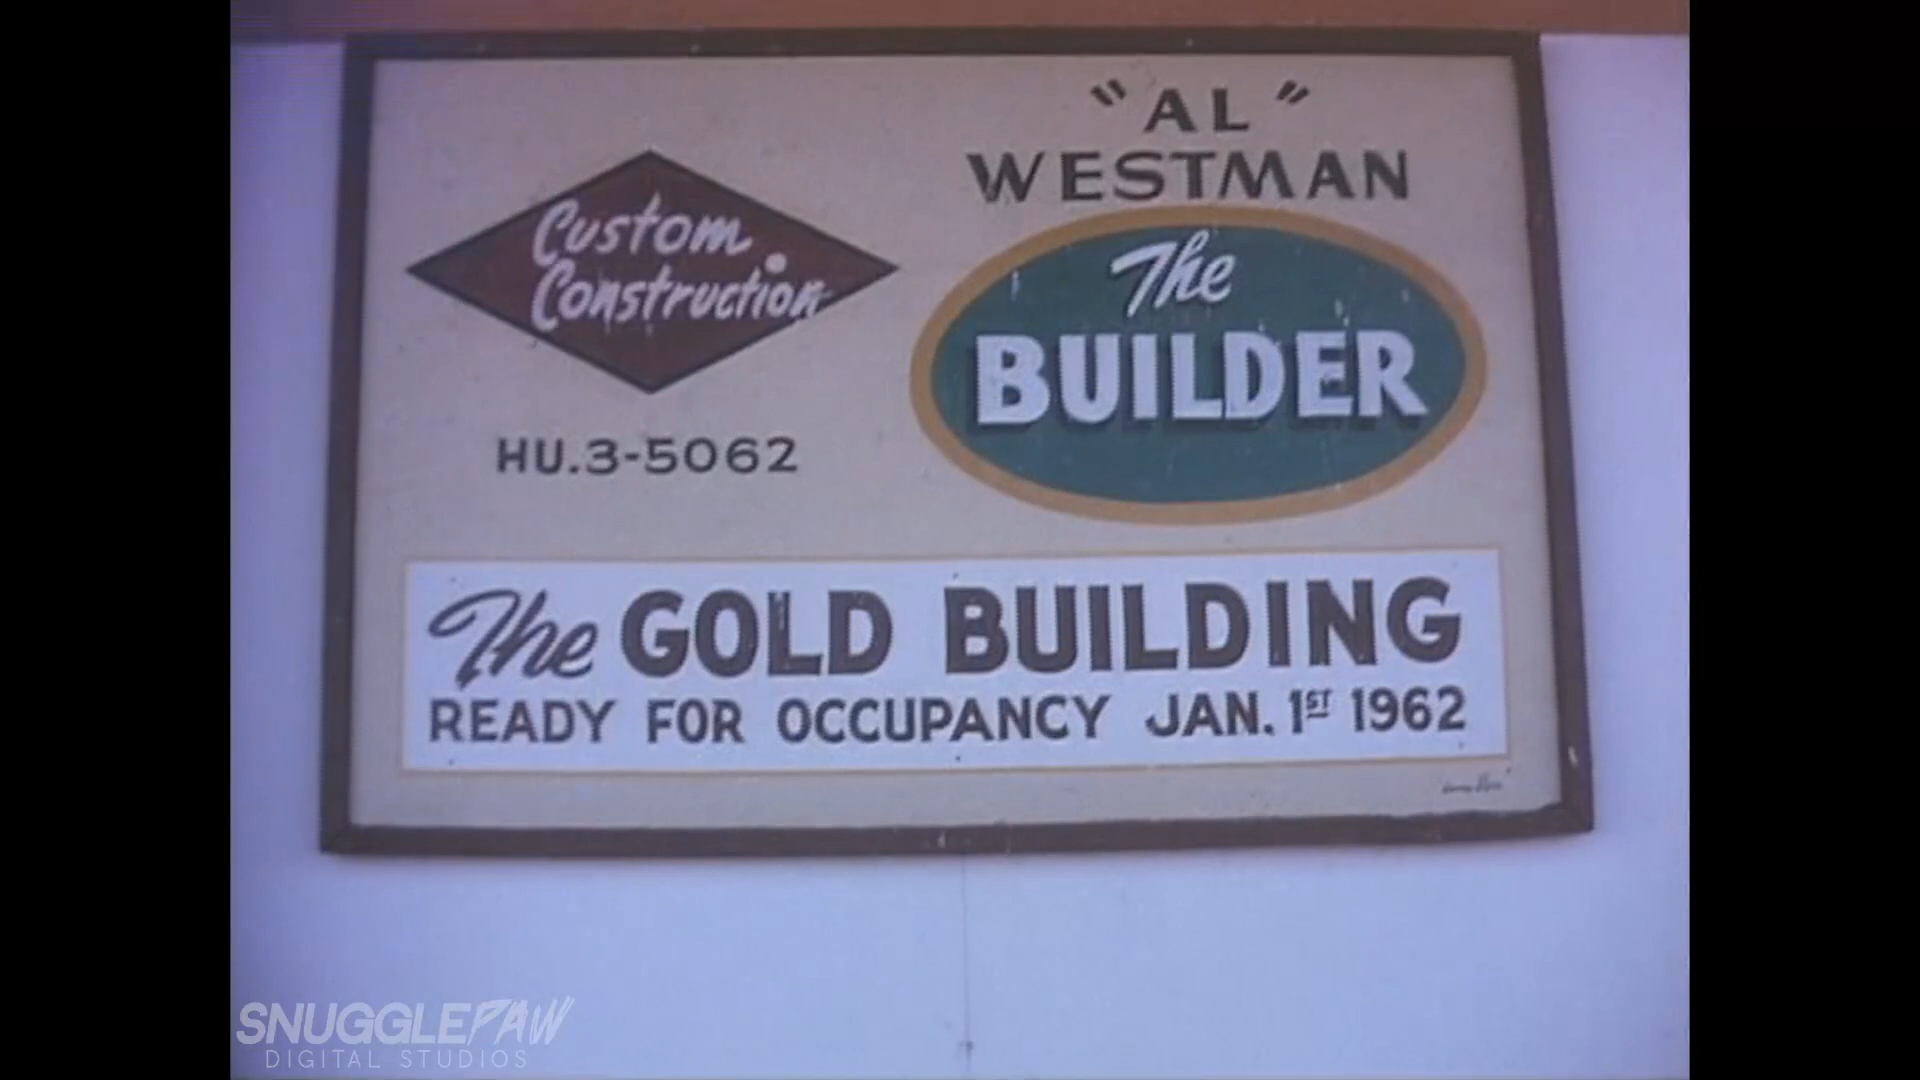 "AL"
WESTMAN
Custom
Construction
The
BUILDER
HU.3-5062
The GOLD BUILDING
READY FOR OCCUPANCY JAN. 1ST 1962
SNUGGLEPAW
DIGITAL STUDIOS